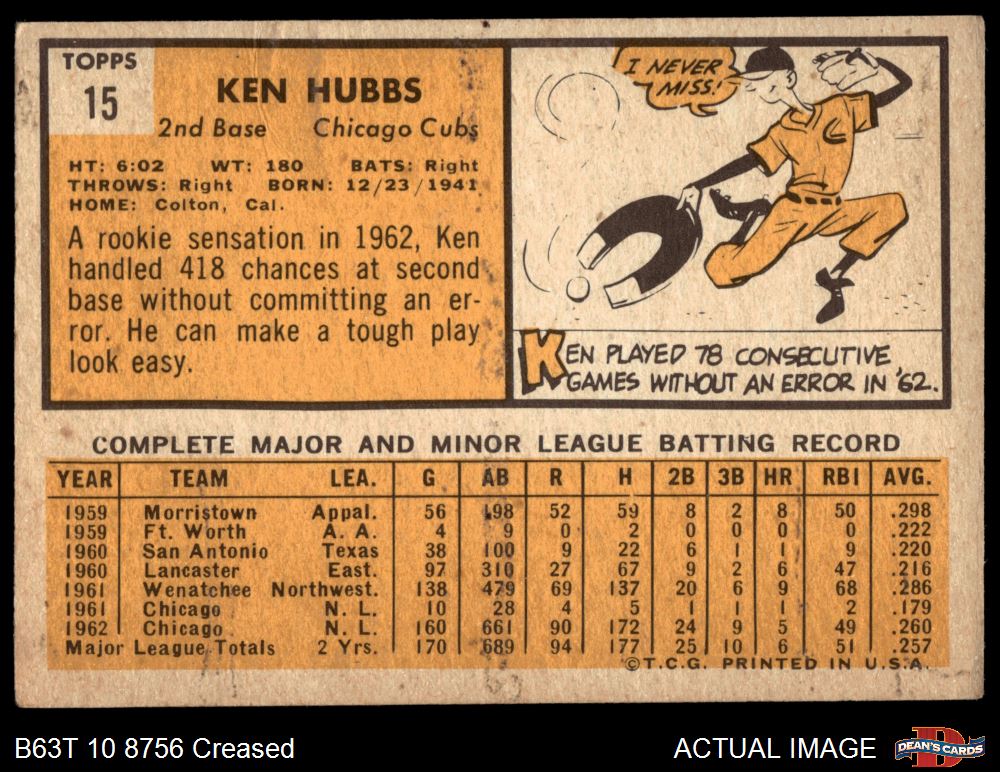 TOPPS
15
KEN HUBBS
2nd Base Chicago Cubs
HT: 6:02 WT: 180 BATS: Right
THROWS: Right BORN: 12/23/1941
HOME: Colton, Cal.
A rookie sensation in 1962, Ken
handled 418 chances at second
base without committing an er-
ror. He can make a tough play
look easy.
I NEVER
MISS!
C
KEN PLAYED 78 CONSECUTIVE
GAMES WITHOUT AN ERROR IN '62.
COMPLETE MAJOR AND MINOR LEAGUE BATTING RECORD
YEAR TEAM LEA. G AB R H 2B 3B HR RBI AVG.
1959 Morristown Appal. 56 198 52 59 8 2 8 50 .298
1959 Ft. Worth A. A. 4 9 0 2 0 0 0 0 .222
1960 San Antonio Texas 38 100 9 22 6 1 1 9 .220
1960 Lancaster East. 97 310 27 67 9 2 6 47 .216
1961 Wenatchee Northwest. 138 479 69 137 20 6 9 68 .286
1961 Chicago N. L. 10 28 4 5 1 1 1 2 .179
1962 Chicago N. L. 160 661 90 172 24 9 5 49 .260
Major League Totals 2 Yrs. 170 689 94 177 25 10 6 51 .257
©T.C.G. PRINTED IN U.S.A.
B63T 10 8756 Creased
ACTUAL IMAGE
DEAN'S CARDS